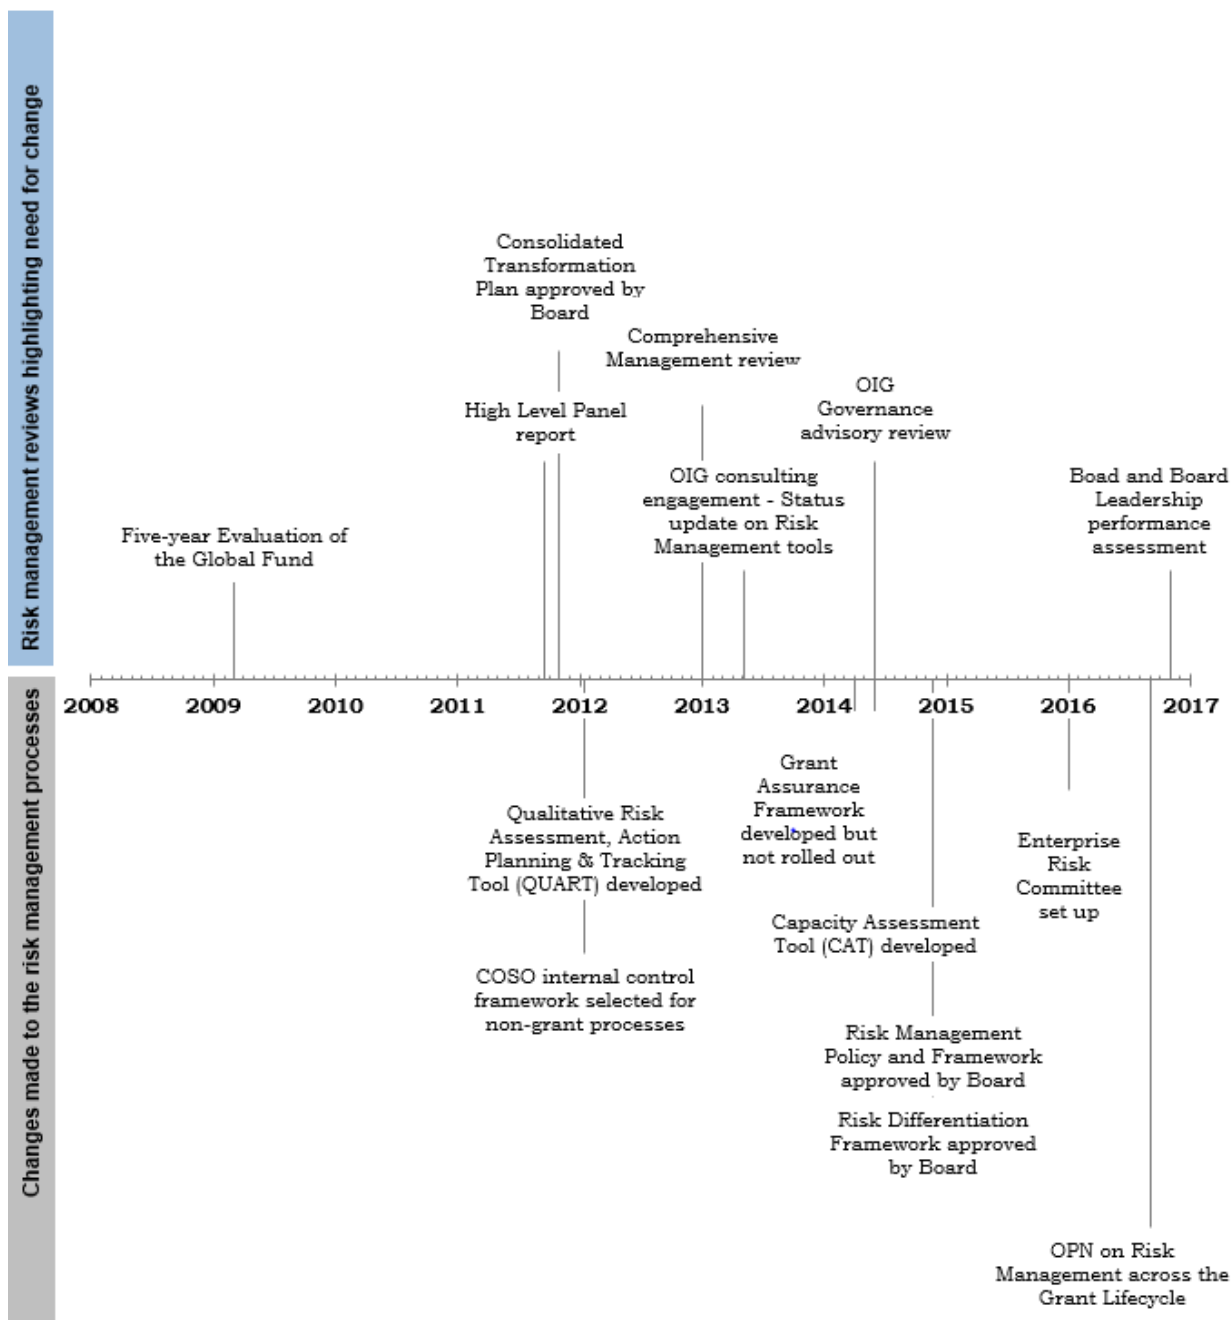 Risk management reviews highlighting need for change
Consolidated
Transformation
Plan approved by
Board
Comprehensive
Management review
High Level Panel
report
OIG
Governance
advisory review
OIG consulting
engagement - Status
update on Risk
Management tools
Boad and Board
Leadership
performance
assessment
Five-year Evaluation of
the Global Fund
2008 2009 2010 2011 2012 2013 2014 2015 2016 2017
Changes made to the risk management processes
Qualitative Risk
Assessment, Action
Planning & Tracking
Tool (QUART) developed
COSO internal control
framework selected for
non-grant processes
Grant
Assurance
Framework
developed but
not rolled out
Capacity Assessment
Tool (CAT) developed
Risk Management
Policy and Framework
approved by Board
Risk Differentiation
Framework approved
by Board
Enterprise
Risk
Committee
set up
OPN on Risk
Management across the
Grant Lifecycle